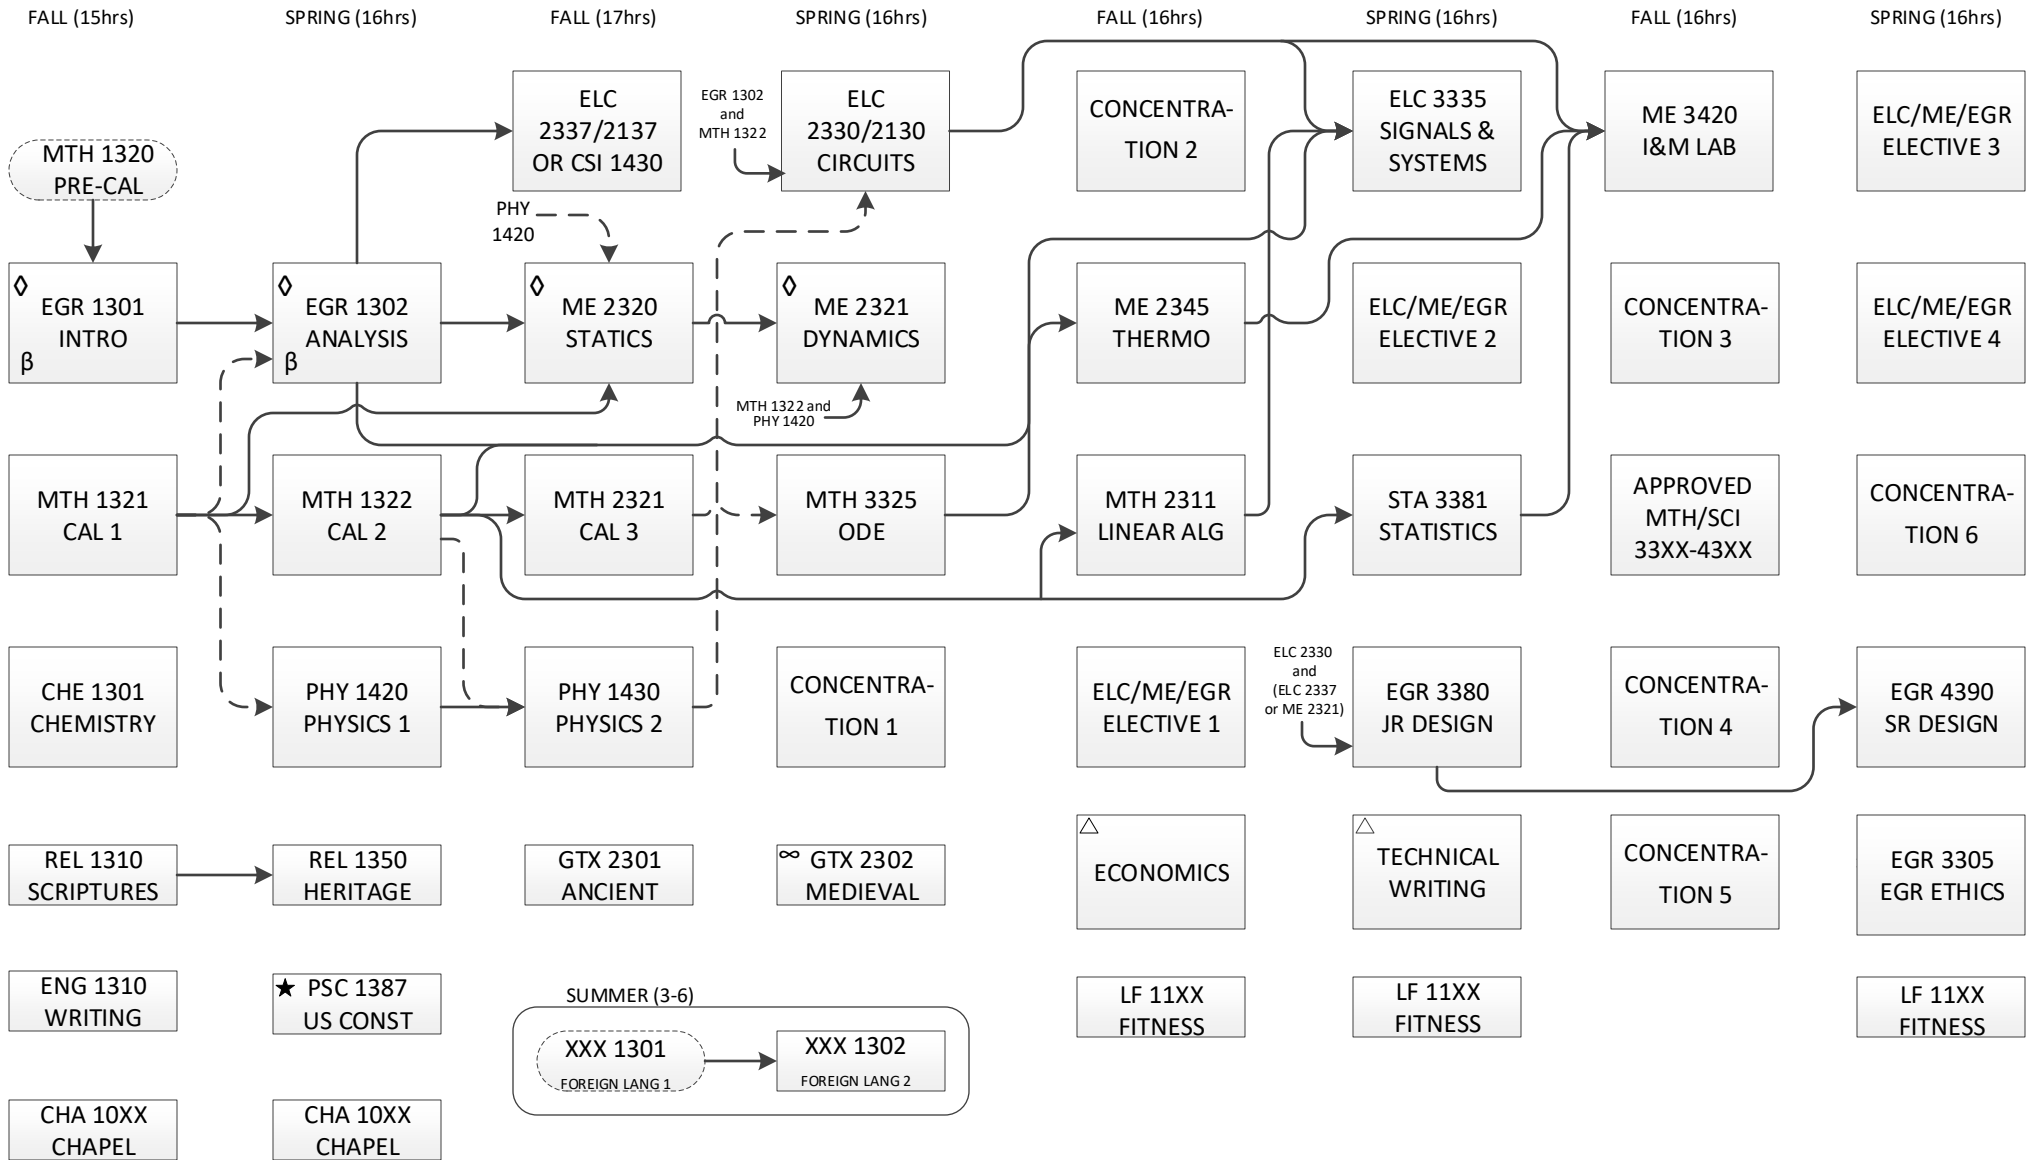 FALL (15hrs)
SPRING (16hrs)
FALL (17hrs)
SPRING (16hrs)
FALL (16hrs)
SPRING (16hrs)
FALL (16hrs)
SPRING (16hrs)
ELC
2337/2137
OR CSI 1430
EGR 1302
and
MTH 1322
ELC
2330/2130
CIRCUITS
CONCENTRA-
TION 2
ELC 3335
SIGNALS &
SYSTEMS
ME 3420
I&M LAB
ELC/ME/EGR
ELECTIVE 3
MTH 1320
PRE-CAL
PHY
1420
◊
EGR 1301
INTRO
β
◊
EGR 1302
ANALYSIS
β
◊
ME 2320
STATICS
◊
ME 2321
DYNAMICS
ME 2345
THERMO
ELC/ME/EGR
ELECTIVE 2
CONCENTRA-
TION 3
ELC/ME/EGR
ELECTIVE 4
MTH 1322 and
PHY 1420
MTH 1321
CAL 1
MTH 1322
CAL 2
MTH 2321
CAL 3
MTH 3325
ODE
MTH 2311
LINEAR ALG
STA 3381
STATISTICS
APPROVED
MTH/SCI
33XX-43XX
CONCENTRA-
TION 6
CHE 1301
CHEMISTRY
PHY 1420
PHYSICS 1
PHY 1430
PHYSICS 2
CONCENTRA-
TION 1
ELC/ME/EGR
ELECTIVE 1
ELC 2330
and
(ELC 2337
or ME 2321)
EGR 3380
JR DESIGN
CONCENTRA-
TION 4
EGR 4390
SR DESIGN
REL 1310
SCRIPTURES
REL 1350
HERITAGE
GTX 2301
ANCIENT
∞ GTX 2302
MEDIEVAL
△
ECONOMICS
△
TECHNICAL
WRITING
CONCENTRA-
TION 5
EGR 3305
EGR ETHICS
ENG 1310
WRITING
★ PSC 1387
US CONST
SUMMER (3-6)
XXX 1301
FOREIGN LANG 1
XXX 1302
FOREIGN LANG 2
LF 11XX
FITNESS
LF 11XX
FITNESS
LF 11XX
FITNESS
CHA 10XX
CHAPEL
CHA 10XX
CHAPEL